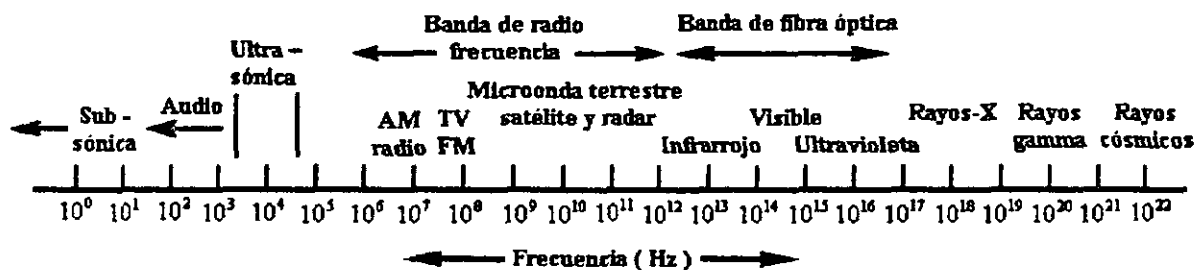 Banda de radio
frecuencia
Banda de fibra óptica
Ultra -
sónica
Sub -
sónica
Audio
AM
radio
TV
FM
Microonda terrestre
satélite y radar
Infrarrojo
Visible
Ultravioleta
Rayos-X
Rayos
gamma
Rayos
cósmicos
10⁰ 10¹ 10² 10³ 10⁴ 10⁵ 10⁶ 10⁷ 10⁸ 10⁹ 10¹⁰ 10¹¹ 10¹² 10¹³ 10¹⁴ 10¹⁵ 10¹⁶ 10¹⁷ 10¹⁸ 10¹⁹ 10²⁰ 10²¹ 10²²
Frecuencia ( Hz )